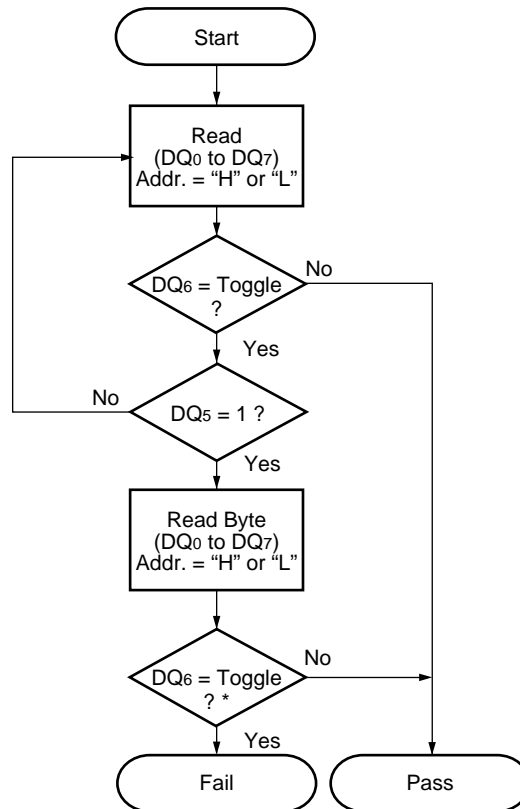 Start
Read
(DQ0 to DQ7)
Addr. = “H” or “L”
DQ6 = Toggle
?
No
Yes
DQ5 = 1 ?
No
Yes
Read Byte
(DQ0 to DQ7)
Addr. = “H” or “L”
DQ6 = Toggle
? *
No
Yes
Fail
Pass